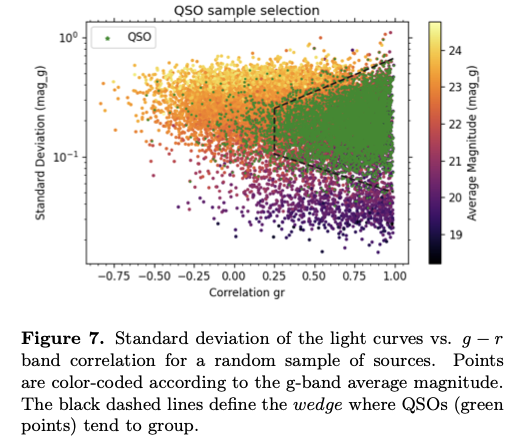 QSO sample selection
10⁰
QSO
10⁻¹
Standard Deviation (mag_g)
−0.75 −0.50 −0.25 0.00 0.25 0.50 0.75 1.00
Correlation gr
24
23
22
21
20
19
Average Magnitude (mag_g)
Figure 7. Standard deviation of the light curves vs. g − r
band correlation for a random sample of sources. Points
are color-coded according to the g-band average magnitude.
The black dashed lines define the wedge where QSOs (green
points) tend to group.